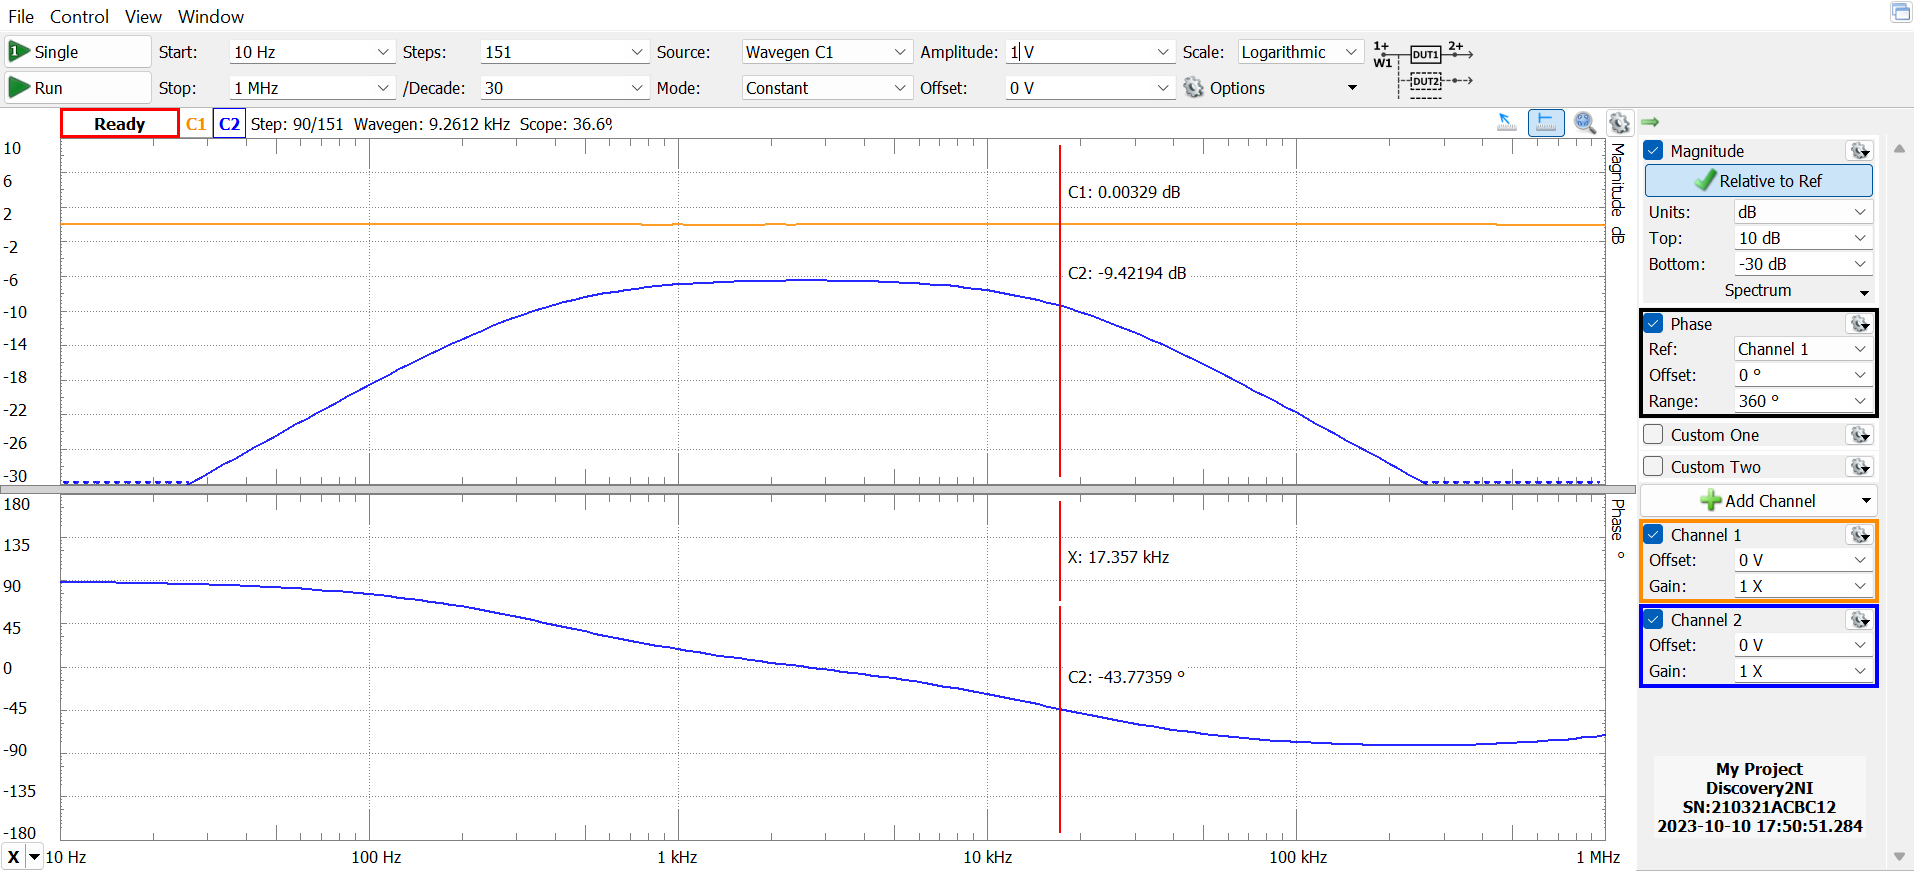 File Control View Window
1 Single Start: 10 Hz Steps: 151 Source: Wavegen C1 Amplitude: 1 V Scale: Logarithmic 1+ W1 DUT1 2+
Run Stop: 1 MHz /Decade: 30 Mode: Constant Offset: 0 V Options DUT2
Ready C1 C2 Step: 90/151 Wavegen: 9.2612 kHz Scope: 36.6%
10
6
2
-2
-6
-10
-14
-18
-22
-26
-30
C1: 0.00329 dB
C2: -9.42194 dB
Magnitude dB
180
135
90
45
0
-45
-90
-135
-180
X: 17.357 kHz
C2: -43.77359 °
Phase °
X 10 Hz 100 Hz 1 kHz 10 kHz 100 kHz 1 MHz
Magnitude
Relative to Ref
Units: dB
Top: 10 dB
Bottom: -30 dB
Spectrum
Phase
Ref: Channel 1
Offset: 0 °
Range: 360 °
Custom One
Custom Two
Add Channel
Channel 1
Offset: 0 V
Gain: 1 X
Channel 2
Offset: 0 V
Gain: 1 X
My Project
Discovery2NI
SN:210321ACBC12
2023-10-10 17:50:51.284